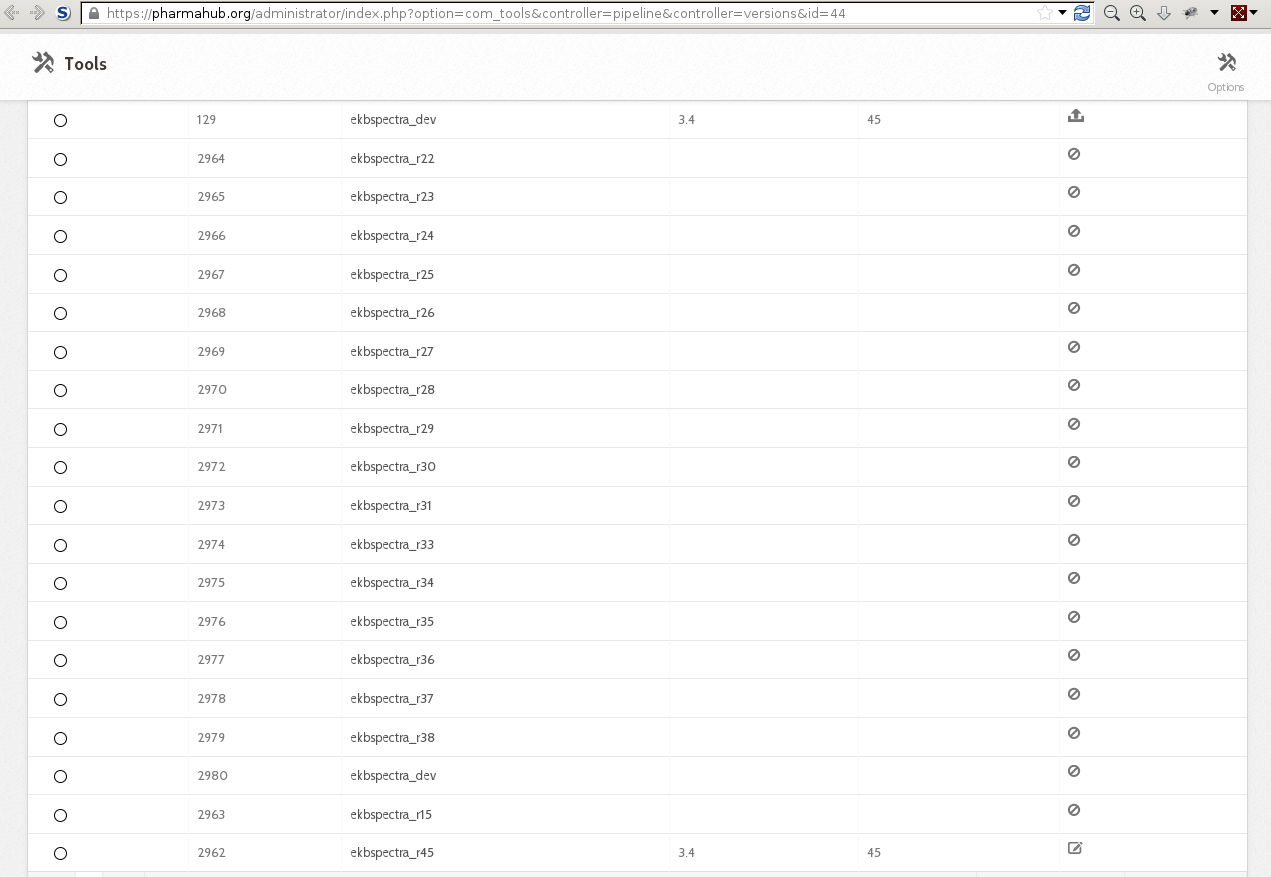 S https://pharmahub.org/administrator/index.php?option=com_tools&controller=pipeline&controller=versions&id=44
Tools
Options
129 ekbspectra_dev 3.4 45
2964 ekbspectra_r22
2965 ekbspectra_r23
2966 ekbspectra_r24
2967 ekbspectra_r25
2968 ekbspectra_r26
2969 ekbspectra_r27
2970 ekbspectra_r28
2971 ekbspectra_r29
2972 ekbspectra_r30
2973 ekbspectra_r31
2974 ekbspectra_r33
2975 ekbspectra_r34
2976 ekbspectra_r35
2977 ekbspectra_r36
2978 ekbspectra_r37
2979 ekbspectra_r38
2980 ekbspectra_dev
2963 ekbspectra_r15
2962 ekbspectra_r45 3.4 45